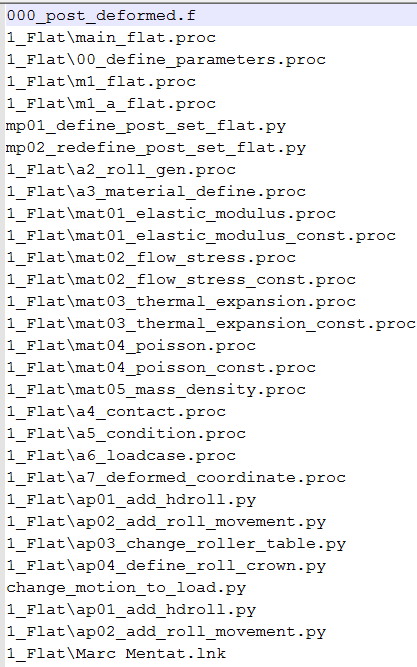 000_post_deformed.f
1_Flat\main_flat.proc
1_Flat\00_define_parameters.proc
1_Flat\m1_flat.proc
1_Flat\m1_a_flat.proc
mp01_define_post_set_flat.py
mp02_redefine_post_set_flat.py
1_Flat\a2_roll_gen.proc
1_Flat\a3_material_define.proc
1_Flat\mat01_elastic_modulus.proc
1_Flat\mat01_elastic_modulus_const.proc
1_Flat\mat02_flow_stress.proc
1_Flat\mat02_flow_stress_const.proc
1_Flat\mat03_thermal_expansion.proc
1_Flat\mat03_thermal_expansion_const.proc
1_Flat\mat04_poisson.proc
1_Flat\mat04_poisson_const.proc
1_Flat\mat05_mass_density.proc
1_Flat\a4_contact.proc
1_Flat\a5_condition.proc
1_Flat\a6_loadcase.proc
1_Flat\a7_deformed_coordinate.proc
1_Flat\ap01_add_hdroll.py
1_Flat\ap02_add_roll_movement.py
1_Flat\ap03_change_roller_table.py
1_Flat\ap04_define_roll_crown.py
change_motion_to_load.py
1_Flat\ap01_add_hdroll.py
1_Flat\ap02_add_roll_movement.py
1_Flat\Marc Mentat.lnk